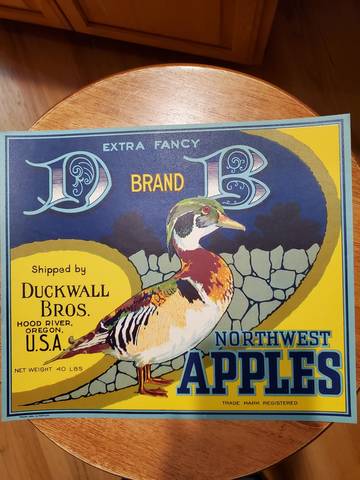 EXTRA FANCY
D BRAND B
Shipped by
DUCKWALL
BROS.
HOOD RIVER,
OREGON,
U.S.A.
NET WEIGHT 40 LBS
NORTHWEST
APPLES
TRADE MARK REGISTERED